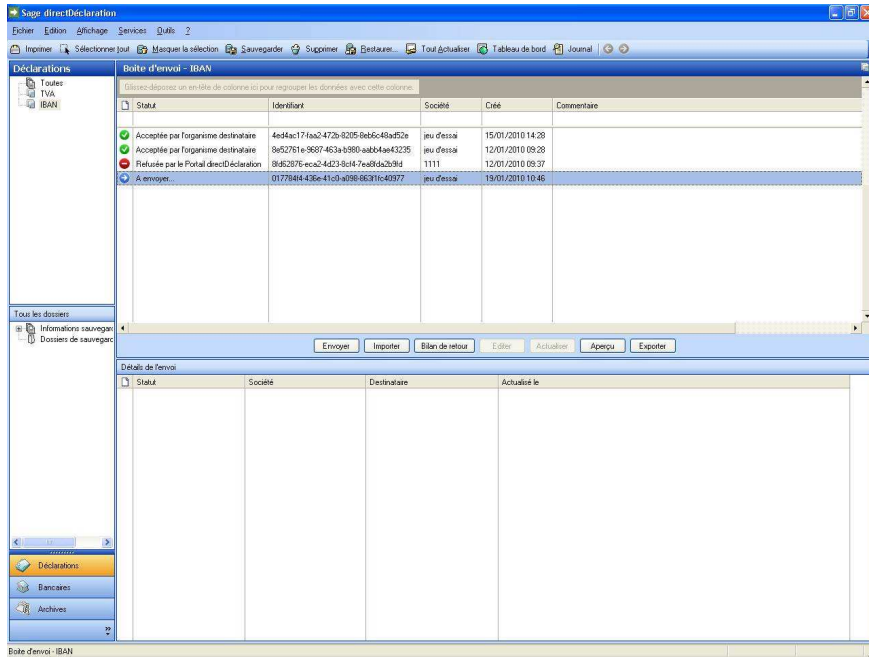 Sage directDéclaration
Fichier Edition Affichage Services Outils ?
Imprimer Sélectionner tout Masquer la sélection Sauvegarder Supprimer Restaurer... Tout Actualiser Tableau de bord Journal
Déclarations
Toutes
TVA
IBAN
Boite d'envoi - IBAN
Glissez-déposez un en-tête de colonne ici pour regrouper les données avec cette colonne.
Statut Identifiant Société Créé Commentaire
Acceptée par l'organisme destinataire 4ed4ac17-faa2-472b-8205-8eb6c48ad52e jeu d'essai 15/01/2010 14:28
Acceptée par l'organisme destinataire 8e52761e-9687-463a-b980-aabb4ae43235 jeu d'essai 12/01/2010 09:28
Refusée par le Portail directDéclaration 8fd62876-eca2-4d23-8cf4-7ea8fda2b9fd 1111 12/01/2010 09:37
A envoyer... 017784f4-436e-41c0-a098-863f1fc40977 jeu d'essai 19/01/2010 10:46
Tous les dossiers
Informations sauvegard
Dossiers de sauvegard
Envoyer Importer Bilan de retour Editer Actualiser Aperçu Exporter
Détails de l'envoi
Statut Société Destinataire Actualisé le
Déclarations
Bancaires
Archives
Boite d'envoi - IBAN